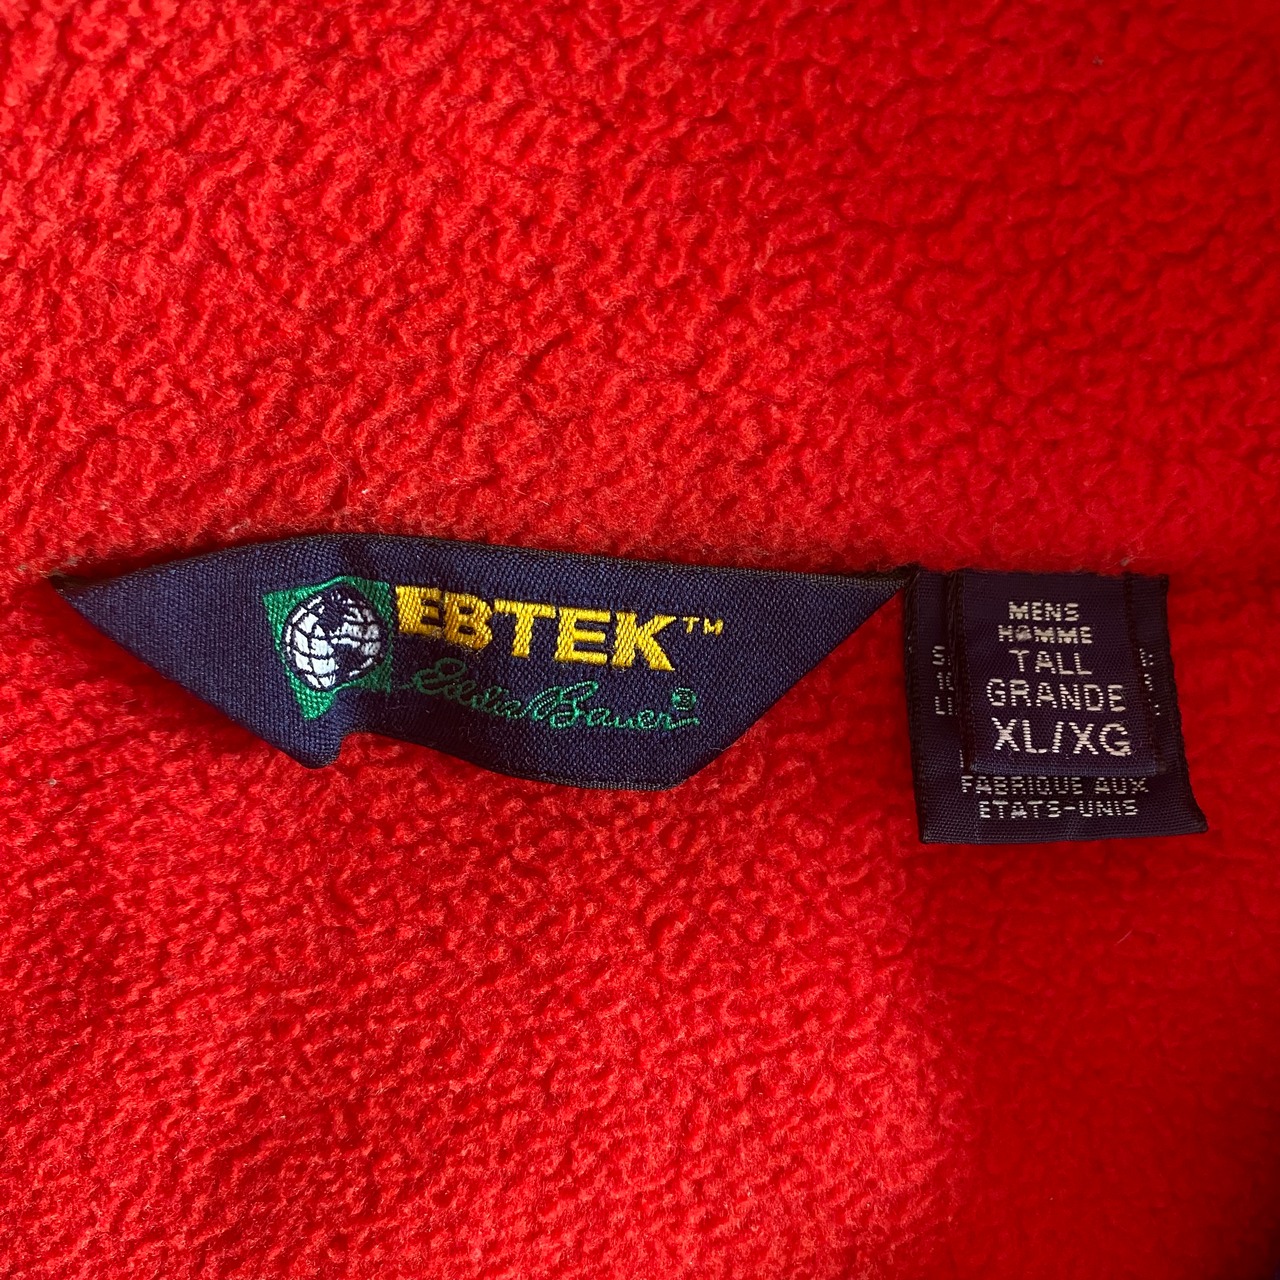 EBTEK™
Eddie Bauer®
MENS
HOMME
TALL
GRANDE
XL/XG
FABRIQUE AUX
ETATS-UNIS